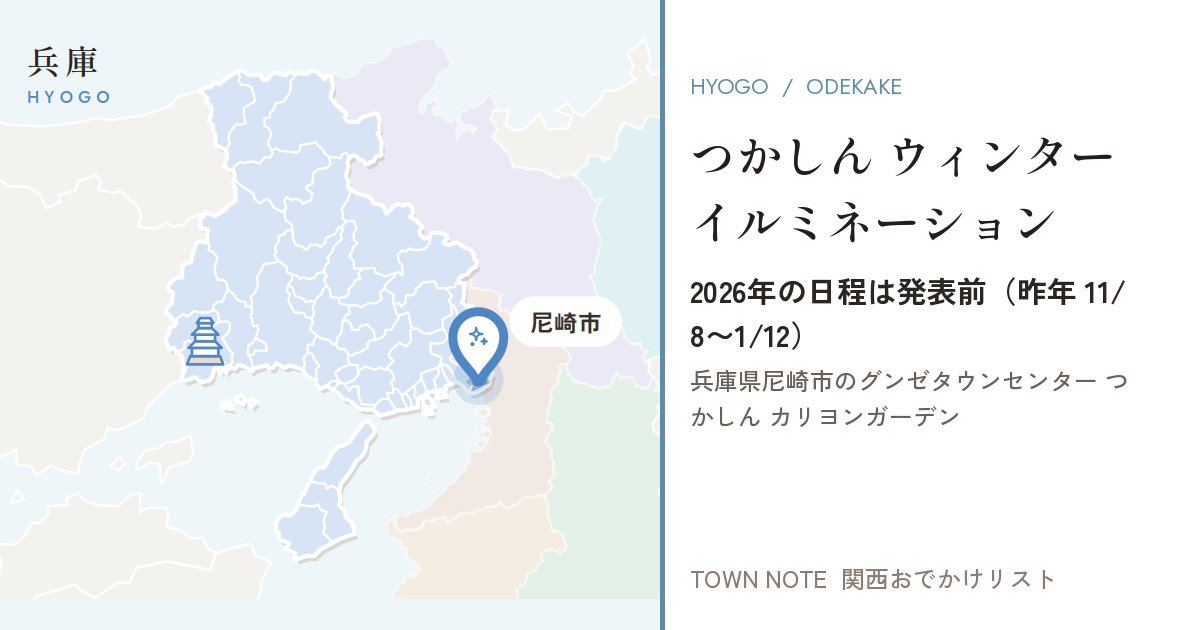 兵庫
HYOGO
尼崎市
HYOGO / ODEKAKE
つかしん ウィンター
イルミネーション
2026年の日程は発表前（昨年 11/
8〜1/12）
兵庫県尼崎市のグンゼタウンセンター つ
かしん カリヨンガーデン
TOWN NOTE 関西おでかけリスト